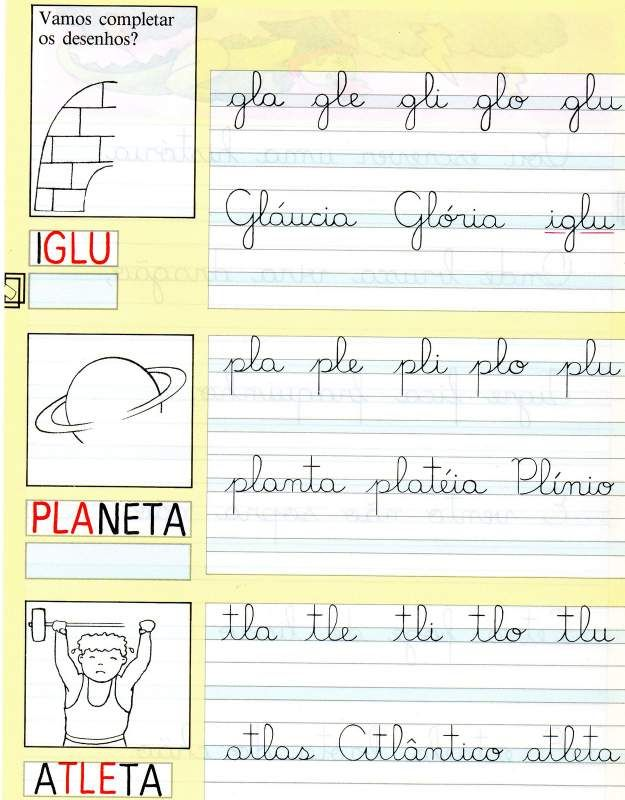 Vamos completar
os desenhos?
gla gle gli glo glu
Gláucia Glória iglu
IGLU
pla ple pli plo plu
planta platéia Plínio
PLANETA
tla tle tli tlo tlu
atlas Atlântico atleta
ATLETA